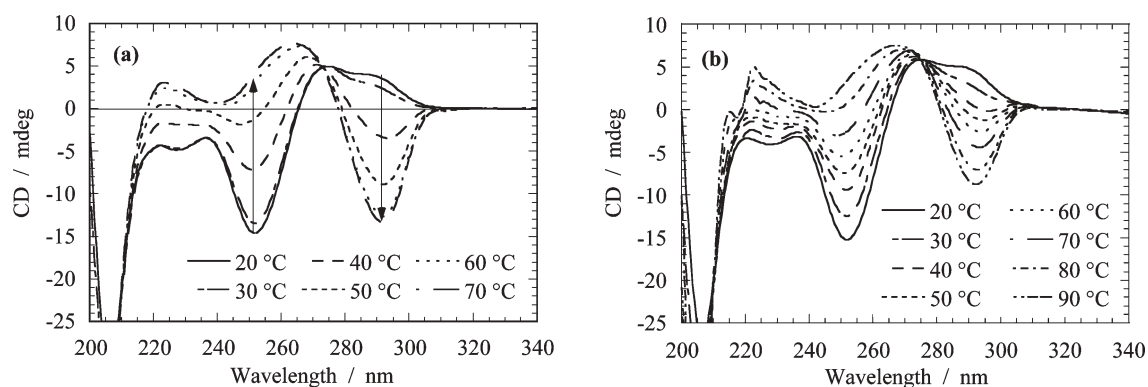 (a)
CD / mdeg
10
5
0
-5
-10
-15
-20
-25
20 °C 40 °C 60 °C
30 °C 50 °C 70 °C
200 220 240 260 280 300 320 340
Wavelength / nm
(b)
CD / mdeg
10
5
0
-5
-10
-15
-20
-25
20 °C 60 °C
30 °C 70 °C
40 °C 80 °C
50 °C 90 °C
200 220 240 260 280 300 320 340
Wavelength / nm